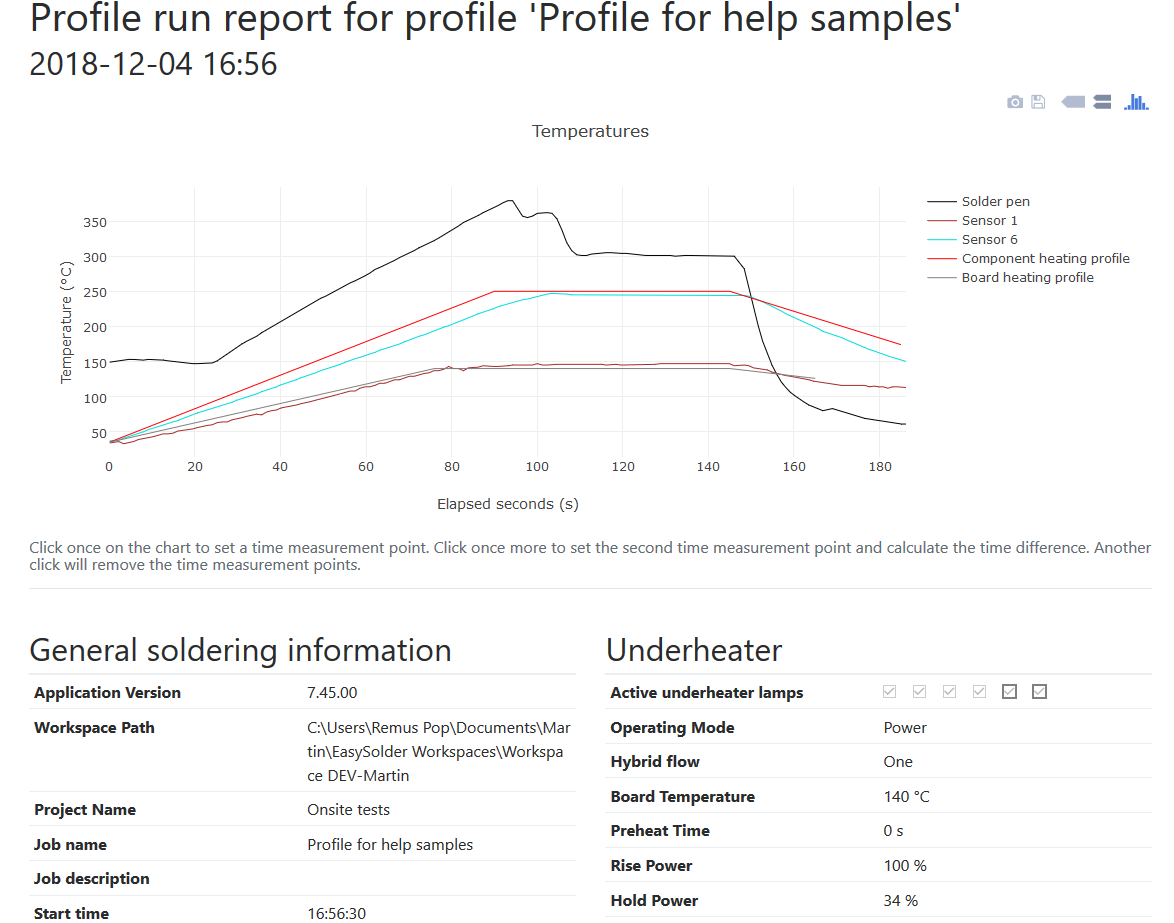 Profile run report for profile 'Profile for help samples'
2018-12-04 16:56
Temperatures
350
300
250
200
150
100
50
Temperature (°C)
0 20 40 60 80 100 120 140 160 180
Elapsed seconds (s)
Solder pen
Sensor 1
Sensor 6
Component heating profile
Board heating profile
Click once on the chart to set a time measurement point. Click once more to set the second time measurement point and calculate the time difference. Another
click will remove the time measurement points.
General soldering information
Application Version 7.45.00
Workspace Path C:\Users\Remus Pop\Documents\Mar
tin\EasySolder Workspaces\Workspa
ce DEV-Martin
Project Name Onsite tests
Job name Profile for help samples
Job description
Start time 16:56:30
Underheater
Active underheater lamps
Operating Mode Power
Hybrid flow One
Board Temperature 140 °C
Preheat Time 0 s
Rise Power 100 %
Hold Power 34 %